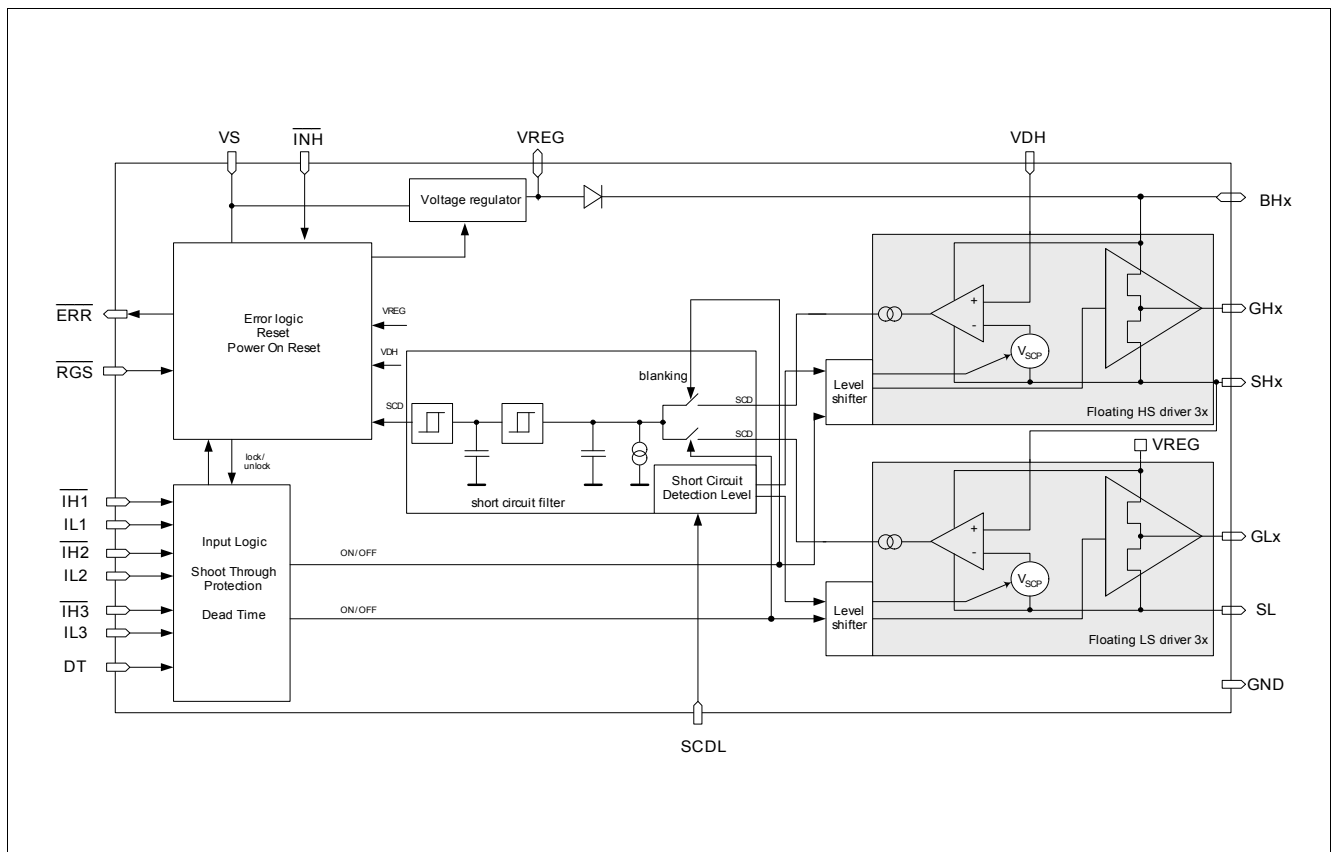 VS
INH
VREG
VDH
Voltage regulator
BHx
ERR
RGS
Error logic
Reset
Power On Reset
VREG
VDH
SCD
lock/
unlock
blanking
SCD
SCD
short circuit filter
Short Circuit
Detection Level
+
-
VSCP
Level
shifter
Floating HS driver 3x
GHx
SHx
VREG
+
-
VSCP
Level
shifter
Floating LS driver 3x
GLx
SL
GND
IH1
IL1
IH2
IL2
IH3
IL3
DT
Input Logic
Shoot Through
Protection
Dead Time
ON/OFF
ON/OFF
SCDL